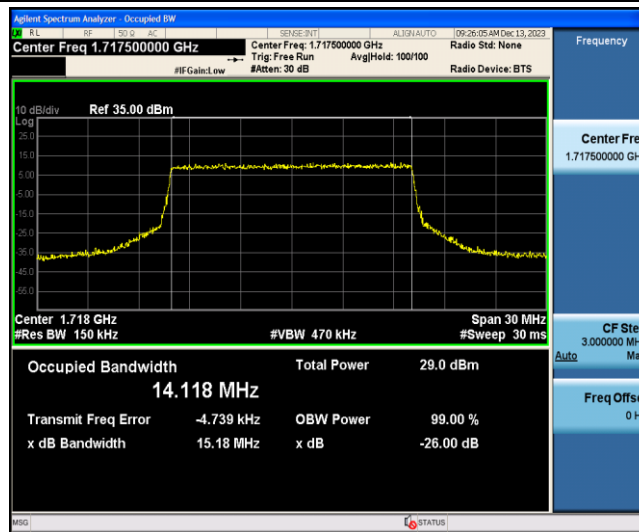 Agilent Spectrum Analyzer - Occupied BW
RL RF 50 Ω AC SENSE:INT ALIGN AUTO 09:26:05 AM Dec 13, 2023
Center Freq 1.717500000 GHz
Center Freq: 1.717500000 GHz Radio Std: None
Trig: Free Run Avg|Hold: 100/100
#IFGain:Low #Atten: 30 dB Radio Device: BTS
Frequency
10 dB/div Ref 35.00 dBm
Log
25.0
15.0
5.00
-5.00
-15.0
-25.0
-35.0
-45.0
-55.0
Center 1.718 GHz Span 30 MHz
#Res BW 150 kHz #VBW 470 kHz #Sweep 30 ms
Occupied Bandwidth Total Power 29.0 dBm
14.118 MHz
Transmit Freq Error -4.739 kHz OBW Power 99.00 %
x dB Bandwidth 15.18 MHz x dB -26.00 dB
Center Fre
1.717500000 GH
CF Ste
3.000000 MH
Auto Ma
Freq Offse
0 H
MSG STATUS